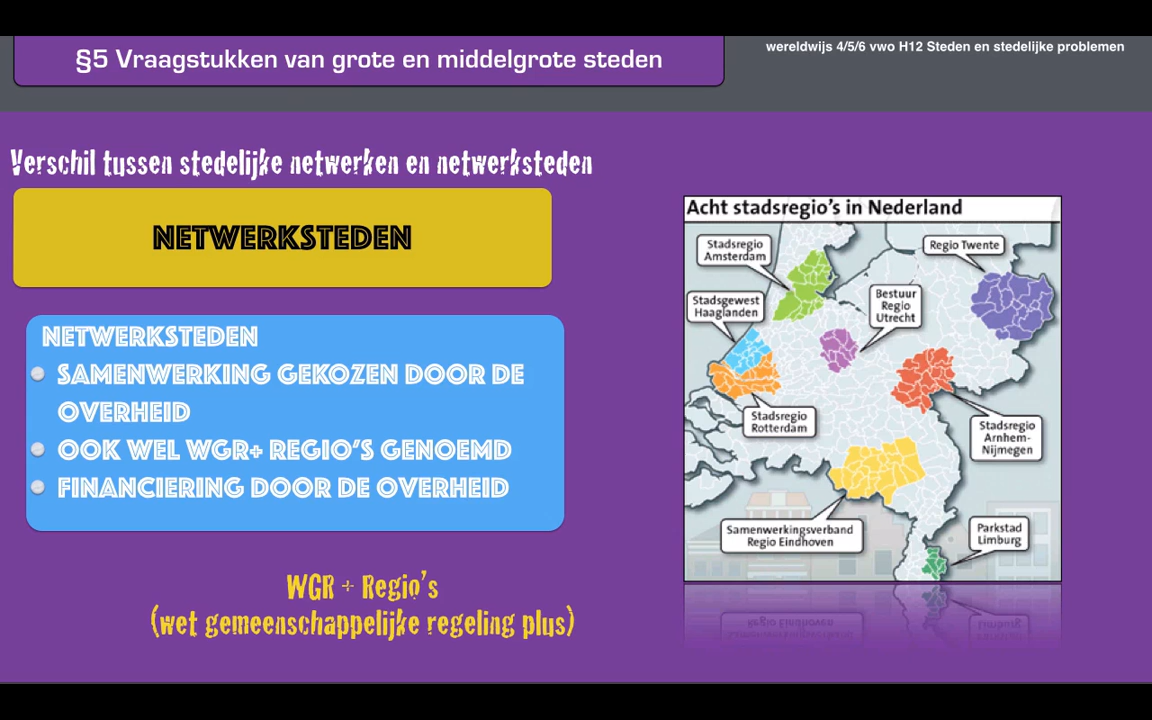 §5 Vraagstukken van grote en middelgrote steden
wereldwijs 4/5/6 vwo H12 Steden en stedelijke problemen
Verschil tussen stedelijke netwerken en netwerksteden
NETWERKSTEDEN
NETWERKSTEDEN
SAMENWERKING GEKOZEN DOOR DE
OVERHEID
OOK WEL WGR+ REGIO'S GENOEMD
FINANCIERING DOOR DE OVERHEID
WGR + Regio's
(wet gemeenschappelijke regeling plus)
Acht stadsregio's in Nederland
Stadsregio
Amsterdam
Regio Twente
Stadsgewest
Haaglanden
Bestuur
Regio
Utrecht
Stadsregio
Rotterdam
Stadsregio
Arnhem-
Nijmegen
Samenwerkingsverband
Regio Eindhoven
Parkstad
Limburg